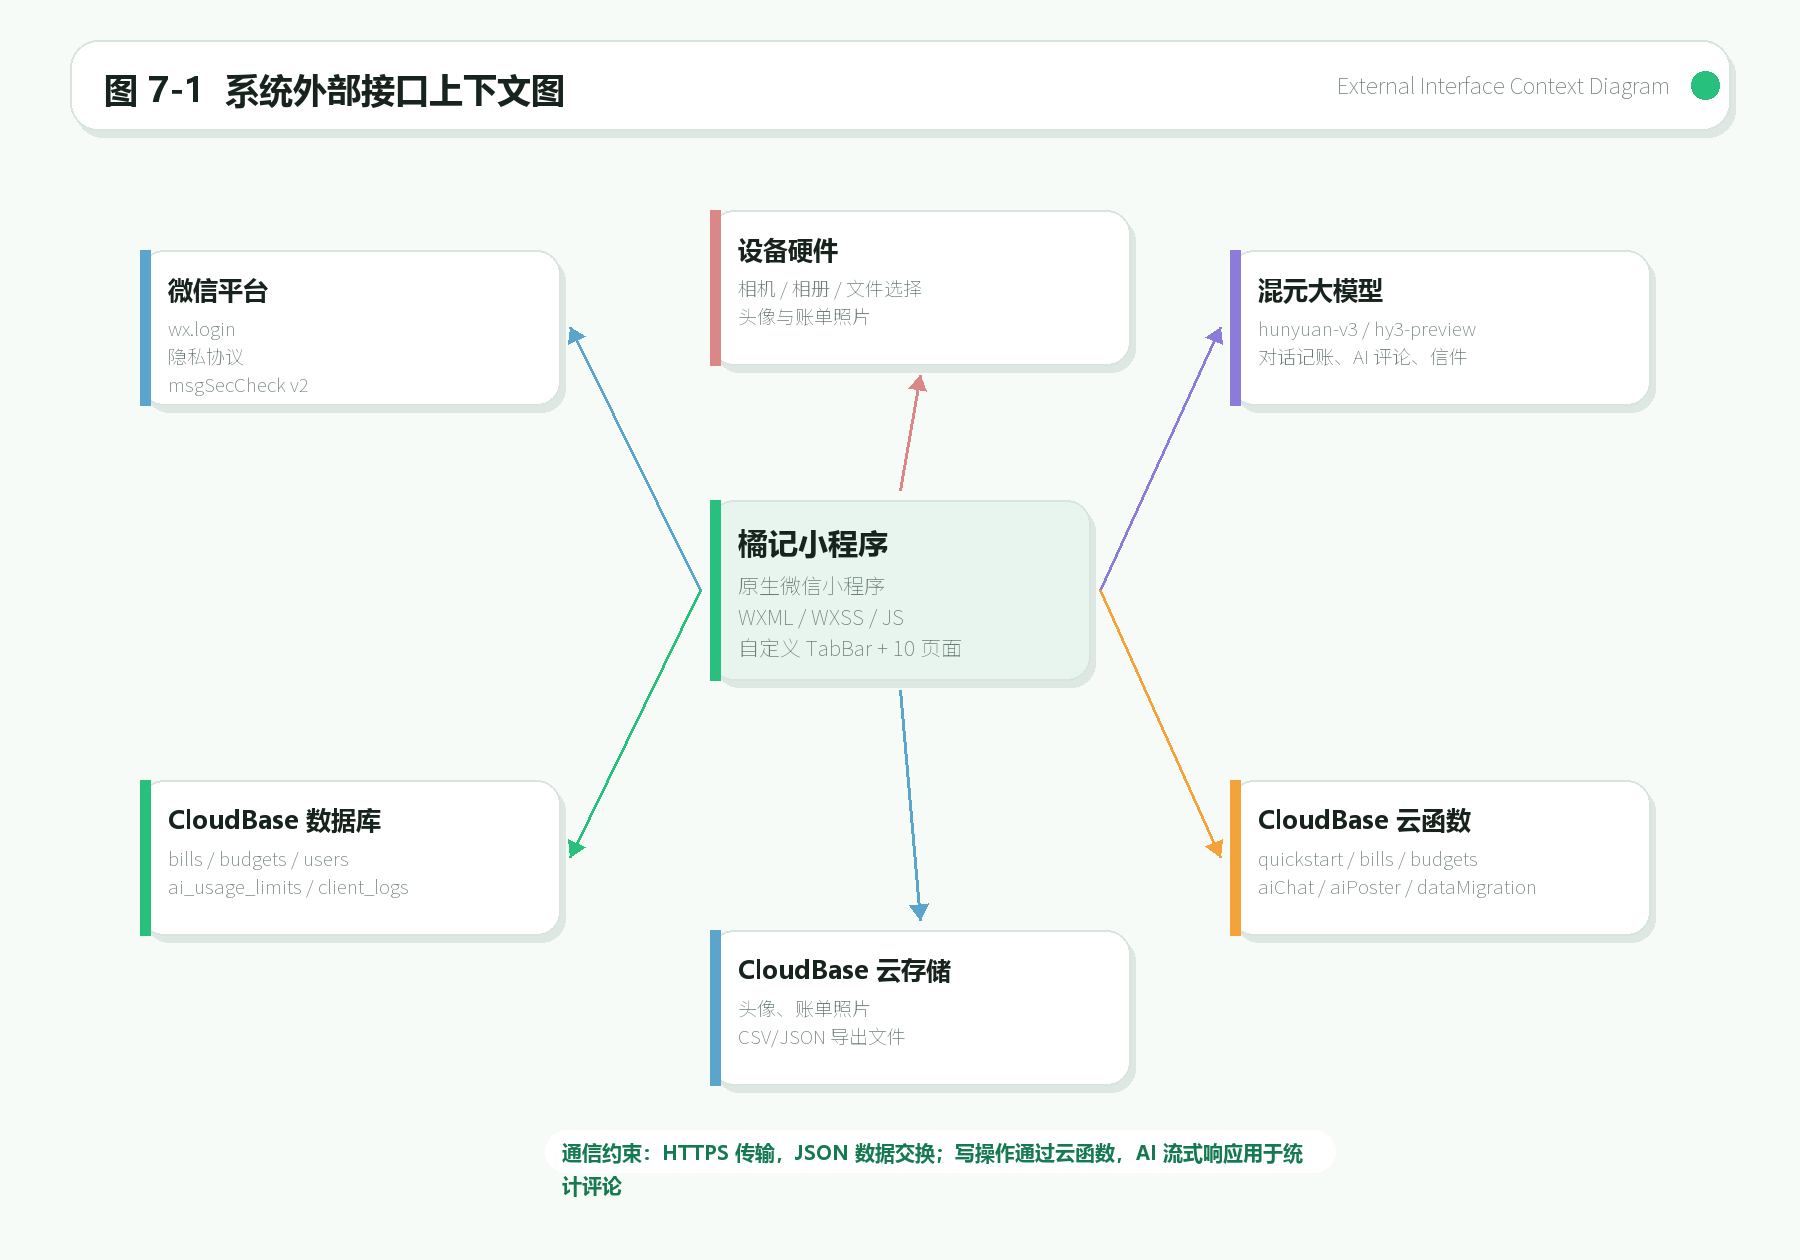 图 7-1 系统外部接口上下文图
External Interface Context Diagram
设备硬件
相机 / 相册 / 文件选择
头像与账单照片
微信平台
wx.login
隐私协议
msgSecCheck v2
混元大模型
hunyuan-v3 / hy3-preview
对话记账、AI 评论、信件
橘记小程序
原生微信小程序
WXML / WXSS / JS
自定义 TabBar + 10 页面
CloudBase 数据库
bills / budgets / users
ai_usage_limits / client_logs
CloudBase 云函数
quickstart / bills / budgets
aiChat / aiPoster / dataMigration
CloudBase 云存储
头像、账单照片
CSV/JSON 导出文件
通信约束：HTTPS 传输，JSON 数据交换；写操作通过云函数，AI 流式响应用于统
计评论